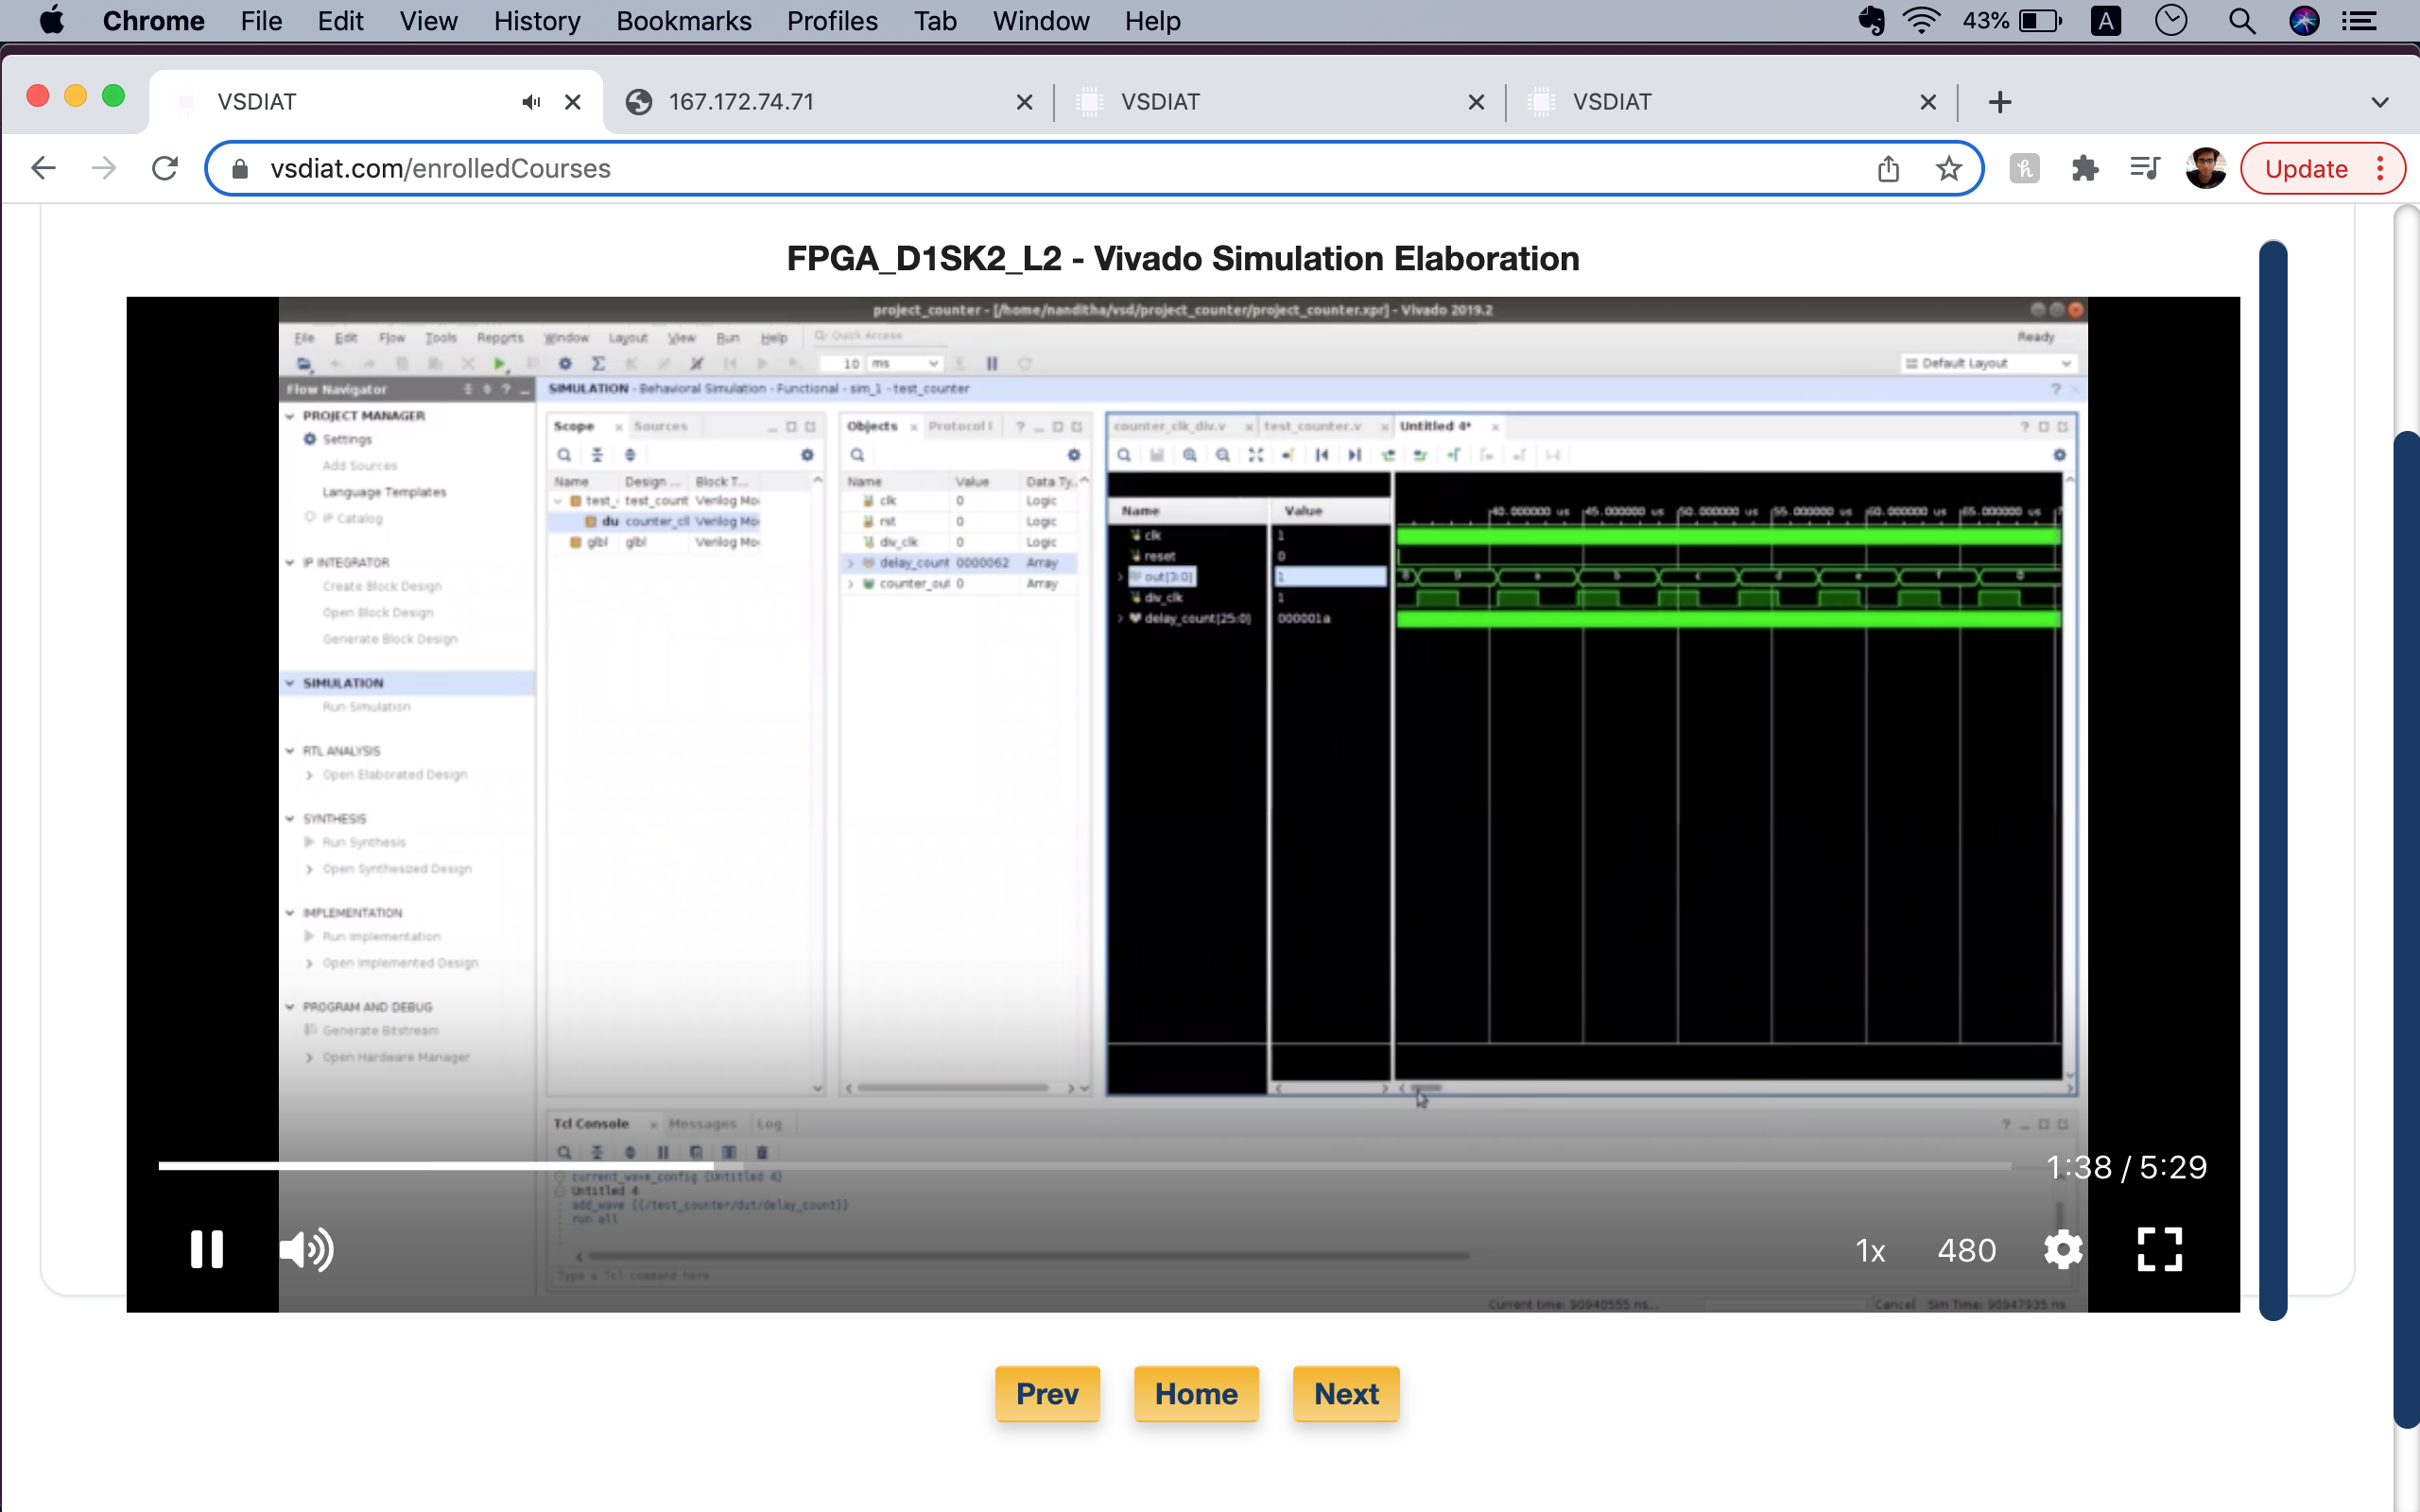 Chrome File Edit View History Bookmarks Profiles Tab Window Help 43% A
VSDIAT 167.172.74.71 VSDIAT VSDIAT
vsdiat.com/enrolledCourses Update
FPGA_D1SK2_L2 - Vivado Simulation Elaboration
project_counter - [/home/nanditha/vsd/project_counter/project_counter.xpr] - Vivado 2019.2
File Edit Flow Tools Reports Window Layout View Run Help Quick Access Ready
10 ms Default Layout
Flow Navigator
SIMULATION - Behavioral Simulation - Functional - sim_1 - test_counter
PROJECT MANAGER
Settings
Add Sources
Language Templates
IP Catalog
IP INTEGRATOR
Create Block Design
Open Block Design
Generate Block Design
SIMULATION
Run Simulation
RTL ANALYSIS
Open Elaborated Design
SYNTHESIS
Run Synthesis
Open Synthesized Design
IMPLEMENTATION
Run Implementation
Open Implemented Design
PROGRAM AND DEBUG
Generate Bitstream
Open Hardware Manager
Scope Sources
Name Design ... Block T...
test_ test_count Verilog Mo
du counter_cl Verilog Mo
glbl glbl Verilog Mo
Objects Protocol I
Name Value Data Ty..
clk 0 Logic
rst 0 Logic
div_clk 0 Logic
delay_count 0000062 Array
counter_ou 0 Array
counter_clk_div.v test_counter.v Untitled 4*
Name Value
40.000000 us 45.000000 us 50.000000 us 55.000000 us 60.000000 us 65.000000 us
clk 1
reset 0
out[3:0] 1 8 9 a b c d e f 0
div_clk 1
delay_count[25:0] 000001a
Tcl Console Messages Log
current_wave_config {Untitled 4}
Untitled 4
add_wave {{/test_counter/dut/delay_count}}
run all
Type a Tcl command here
Current time: 90940555 ns... Cancel Sim Time: 90947935 ns
1:38 / 5:29
1x 480
Prev Home Next